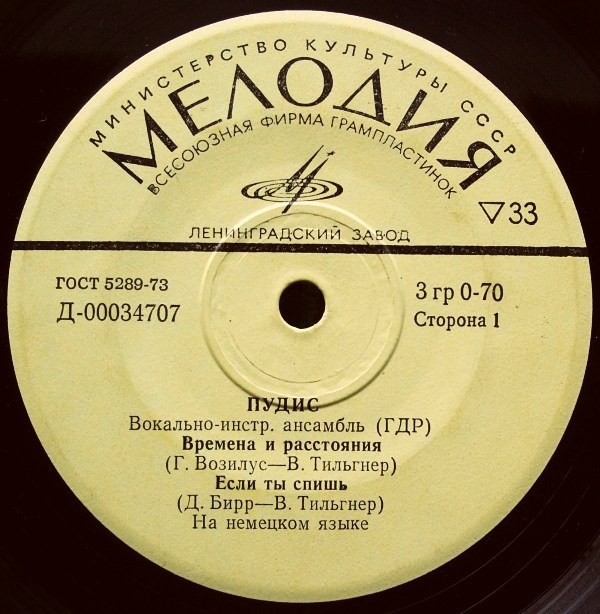 МИНИСТЕРСТВО КУЛЬТУРЫ СССР
МЕЛОДИЯ
ВСЕСОЮЗНАЯ ФИРМА ГРАМПЛАСТИНОК
▽33
ЛЕНИНГРАДСКИЙ ЗАВОД
ГОСТ 5289-73
Д-00034707
3 гр 0-70
Сторона 1
ПУДИС
Вокально-инстр. ансамбль (ГДР)
Времена и расстояния
(Г. Возилус—В. Тильгнер)
Если ты спишь
(Д. Бирр—В. Тильгнер)
На немецком языке